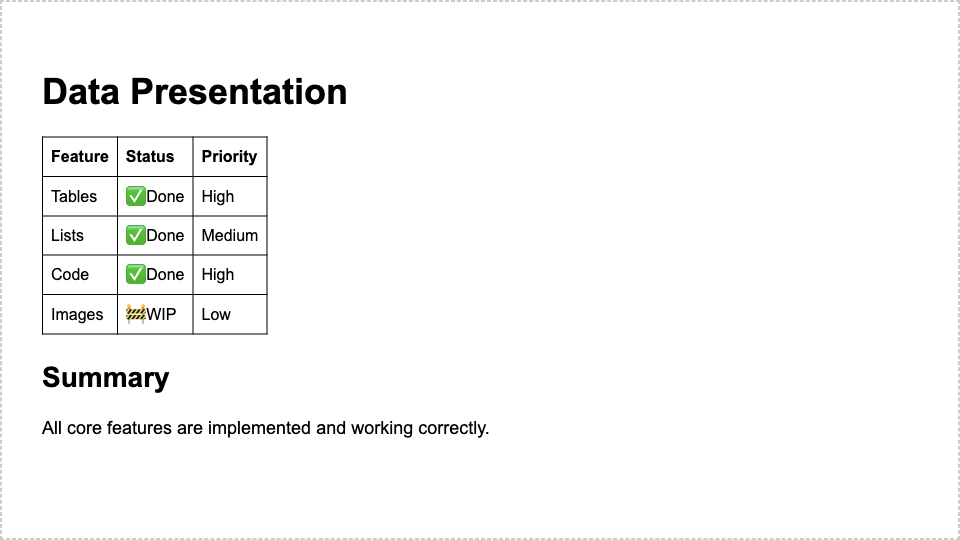 Data Presentation
Feature Status Priority
Tables ✅Done High
Lists ✅Done Medium
Code ✅Done High
Images 🚧WIP Low
Summary
All core features are implemented and working correctly.